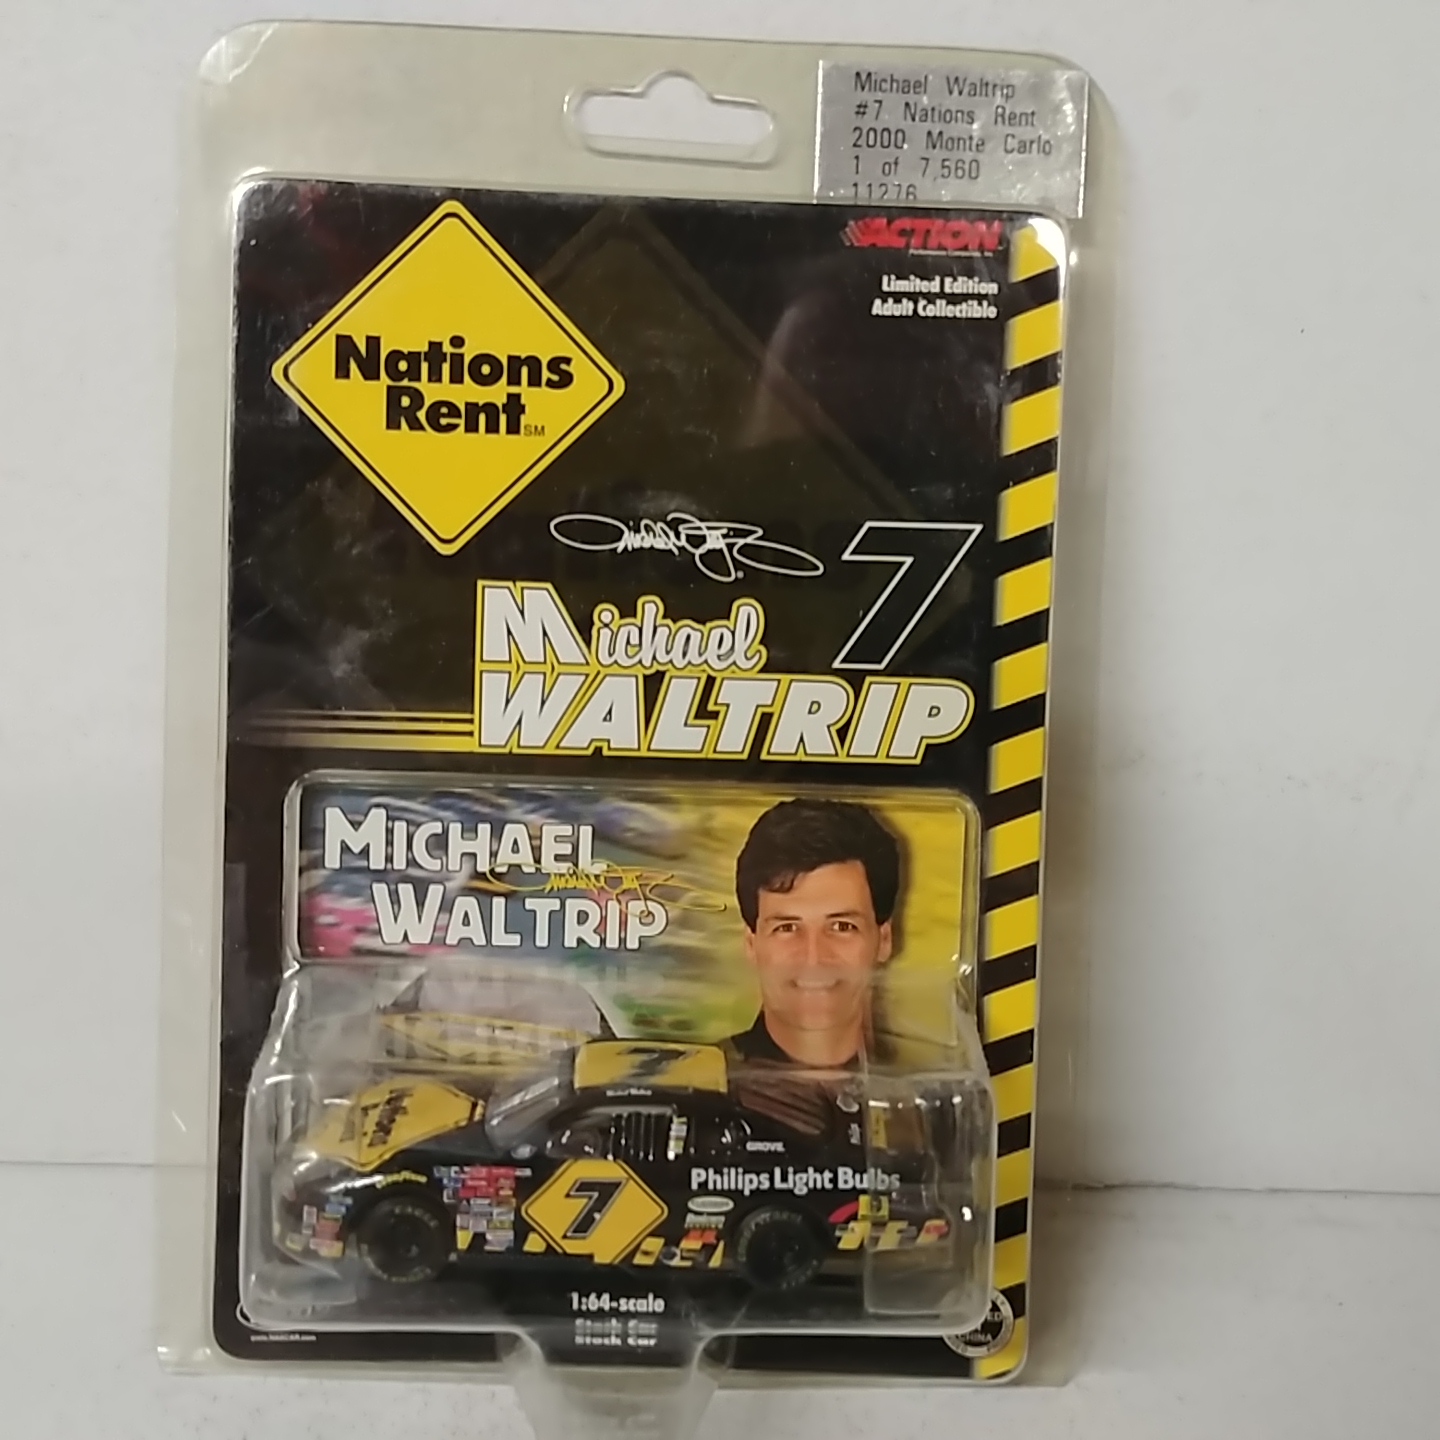 Michael Waltrip
#7 Nations Rent
2000 Monte Carlo
1 of 7,560
11276
ACTION
Limited Edition
Adult Collectible
Nations
Rent SM
7
Michael
WALTRIP
MICHAEL
WALTRIP
7
Philips Light Bulbs
7
1:64-scale
Stock Car
CHINA